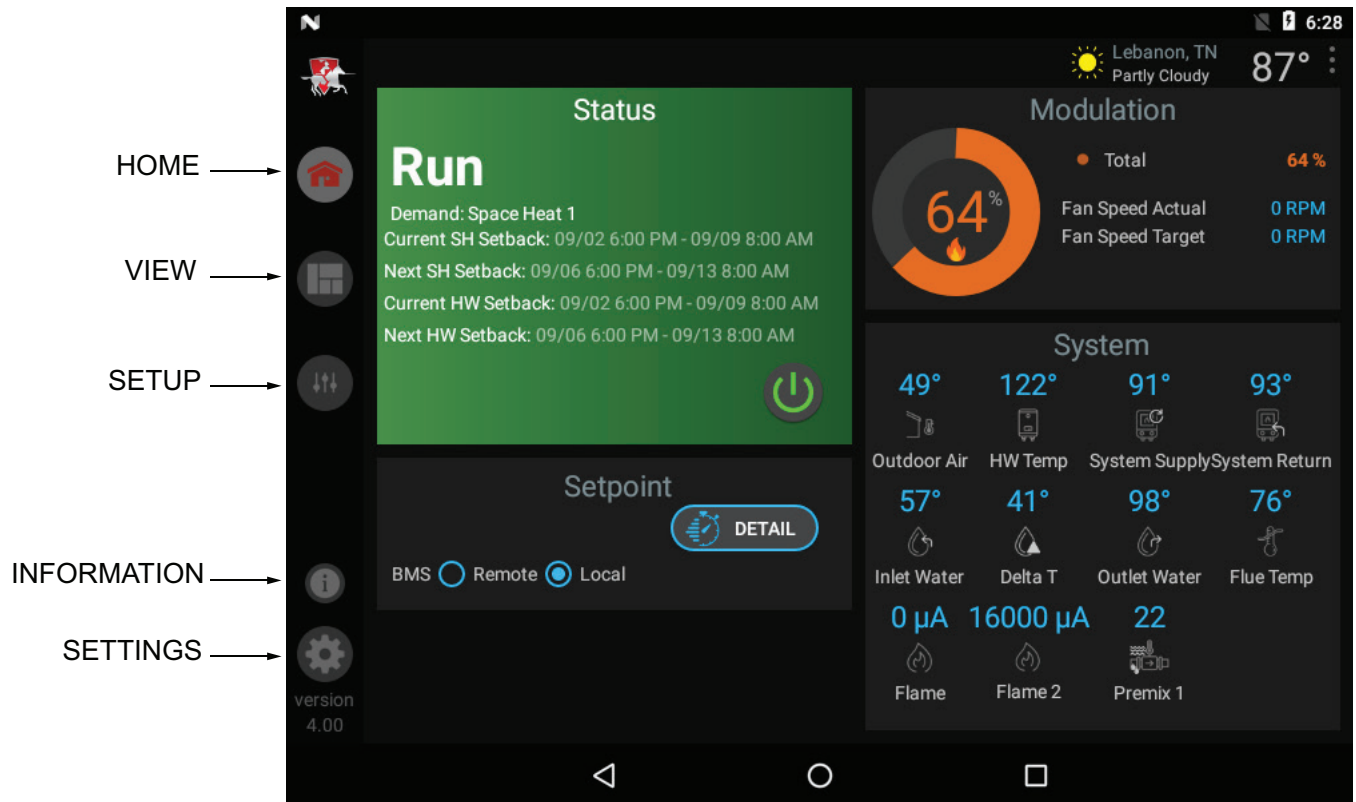 6:28
Lebanon, TN
Partly Cloudy
87°
HOME
VIEW
SETUP
INFORMATION
SETTINGS
version
4.00
Status
Run
Demand: Space Heat 1
Current SH Setback: 09/02 6:00 PM - 09/09 8:00 AM
Next SH Setback: 09/06 6:00 PM - 09/13 8:00 AM
Current HW Setback: 09/02 6:00 PM - 09/09 8:00 AM
Next HW Setback: 09/06 6:00 PM - 09/13 8:00 AM
Setpoint
DETAIL
BMS Remote Local
Modulation
64%
Total 64 %
Fan Speed Actual 0 RPM
Fan Speed Target 0 RPM
System
49° 122° 91° 93°
Outdoor Air HW Temp System Supply System Return
57° 41° 98° 76°
Inlet Water Delta T Outlet Water Flue Temp
0 µA 16000 µA 22
Flame Flame 2 Premix 1